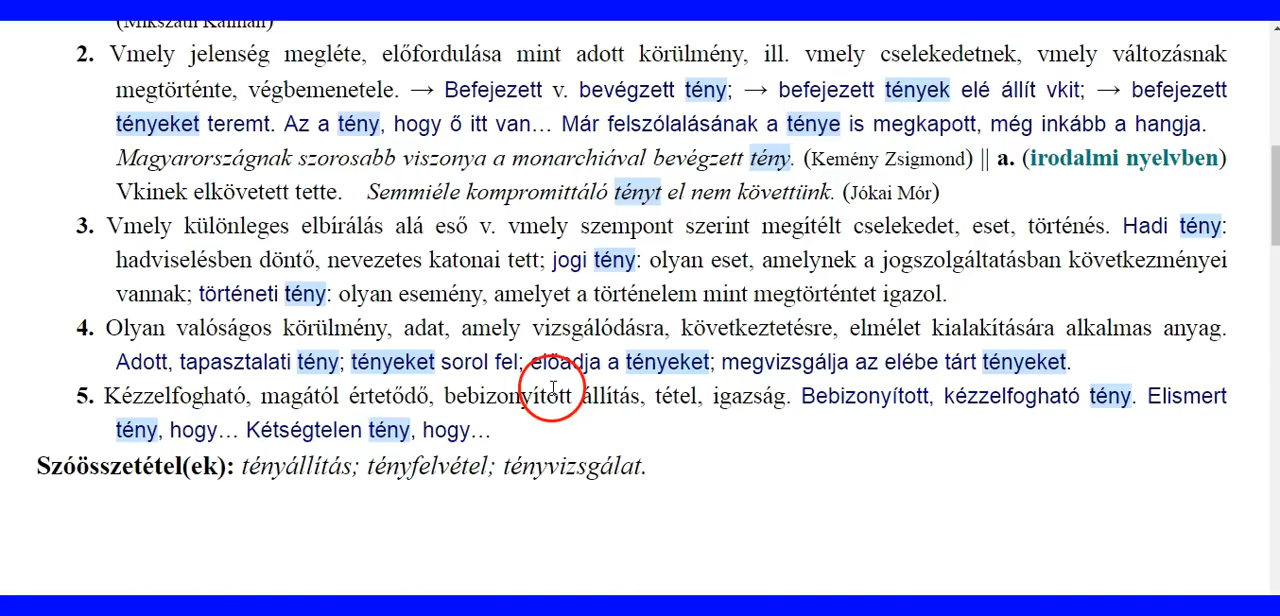 (Mikszáth Kálmán)
2. Vmely jelenség megléte, előfordulása mint adott körülmény, ill. vmely cselekedetnek, vmely változásnak
megtörténte, végbemenetele. → Befejezett v. bevégzett tény; → befejezett tények elé állít vkit; → befejezett
tényeket teremt. Az a tény, hogy ő itt van… Már felszólalásának a ténye is megkapott, még inkább a hangja.
Magyarországnak szorosabb viszonya a monarchiával bevégzett tény. (Kemény Zsigmond) || a. (irodalmi nyelvben)
Vkinek elkövetett tette. Semmiéle kompromittáló tényt el nem követtünk. (Jókai Mór)
3. Vmely különleges elbírálás alá eső v. vmely szempont szerint megítélt cselekedet, eset, történés. Hadi tény:
hadviselésben döntő, nevezetes katonai tett; jogi tény: olyan eset, amelynek a jogszolgáltatásban következményei
vannak; történeti tény: olyan esemény, amelyet a történelem mint megtörténtet igazol.
4. Olyan valóságos körülmény, adat, amely vizsgálódásra, következtetésre, elmélet kialakítására alkalmas anyag.
Adott, tapasztalati tény; tényeket sorol fel; előadja a tényeket; megvizsgálja az elébe tárt tényeket.
5. Kézzelfogható, magától értetődő, bebizonyított állítás, tétel, igazság. Bebizonyított, kézzelfogható tény. Elismert
tény, hogy… Kétségtelen tény, hogy…
Szóösszetétel(ek): tényállítás; tényfelvétel; tényvizsgálat.